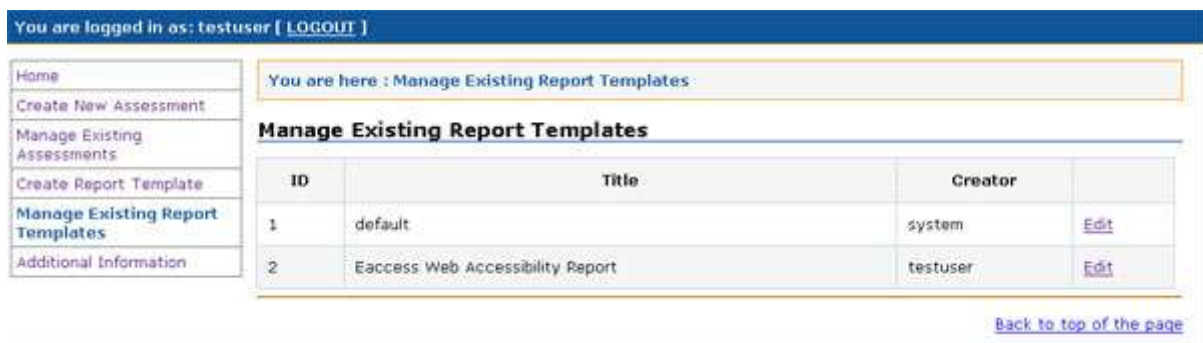 You are logged in as: testuser [ LOGOUT ]
Home
Create New Assessment
Manage Existing
Assessments
Create Report Template
Manage Existing Report
Templates
Additional Information
You are here : Manage Existing Report Templates
Manage Existing Report Templates
ID Title Creator
1 default system Edit
2 Eaccess Web Accessibility Report testuser Edit
Back to top of the page